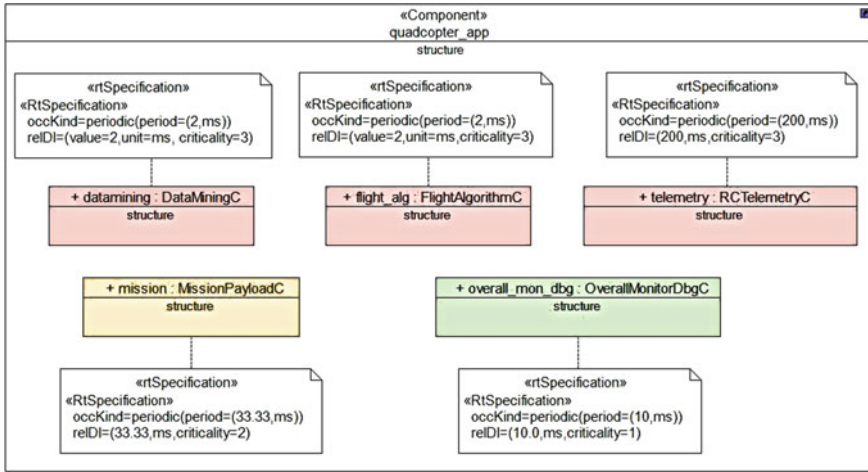 «Component»
quadcopter_app
structure
«rtSpecification»
«RtSpecification»
occKind=periodic(period=(2,ms))
relDl=(value=2,unit=ms, criticality=3)
«rtSpecification»
«RtSpecification»
occKind=periodic(period=(2,ms))
relDl=(value=2,unit=ms,criticality=3)
«rtSpecification»
«RtSpecification»
occKind=periodic(period=(200,ms))
relDl=(200,ms,criticality=3)
+ datamining : DataMiningC
structure
+ flight_alg : FlightAlgorithmC
structure
+ telemetry : RCTelemetryC
structure
+ mission : MissionPayloadC
structure
+ overall_mon_dbg : OverallMonitorDbgC
structure
«rtSpecification»
«RtSpecification»
occKind=periodic(period=(33.33,ms))
relDl=(33.33,ms,criticality=2)
«rtSpecification»
«RtSpecification»
occKind=periodic(period=(10,ms))
relDl=(10.0,ms,criticality=1)